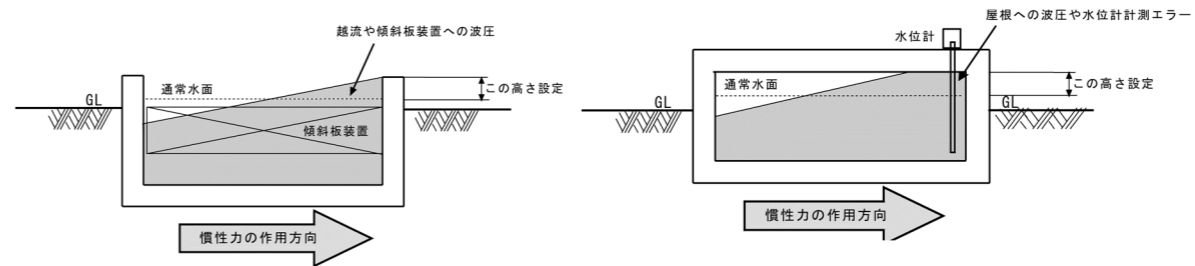 越流や傾斜板装置への波圧
通常水面
この高さ設定
GL
傾斜板装置
慣性力の作用方向
屋根への波圧や水位計計測エラー
水位計
通常水面
この高さ設定
GL
GL
慣性力の作用方向